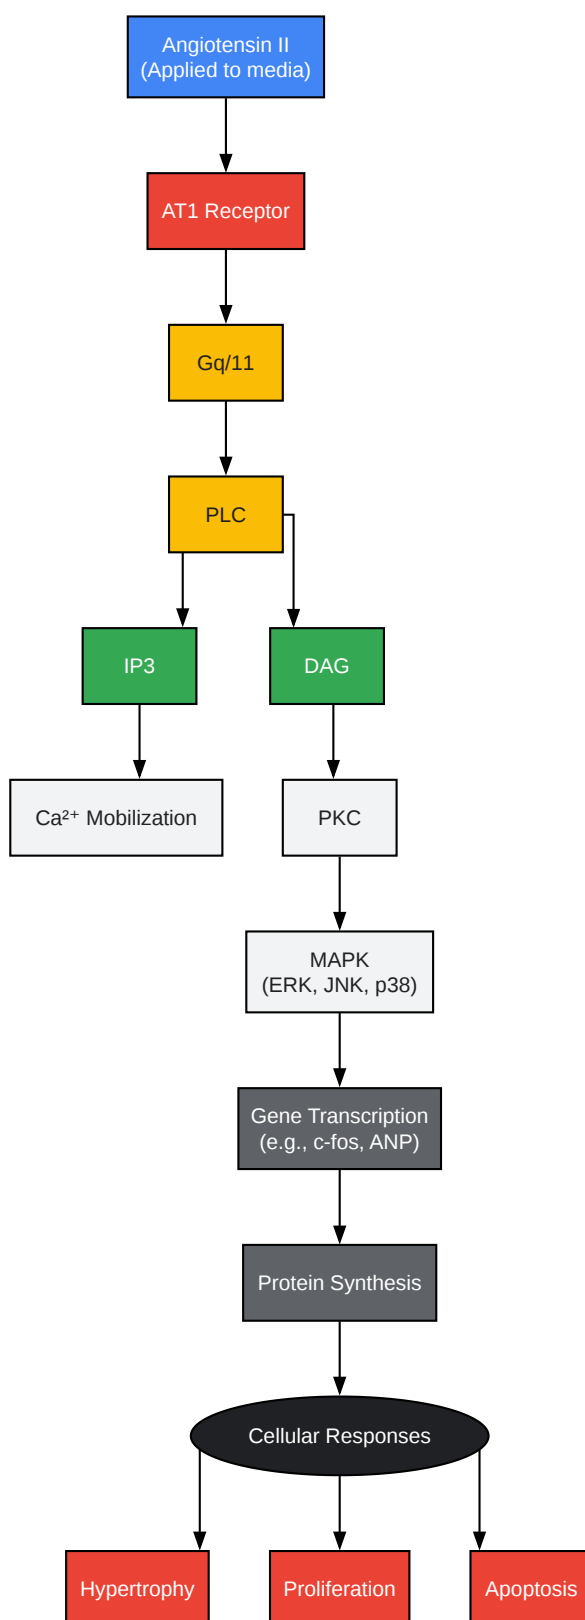 Angiotensin II
(Applied to media)
AT1 Receptor
Gq/11
PLC
IP3
DAG
Ca²⁺ Mobilization
PKC
MAPK
(ERK, JNK, p38)
Gene Transcription
(e.g., c-fos, ANP)
Protein Synthesis
Cellular Responses
Hypertrophy
Proliferation
Apoptosis